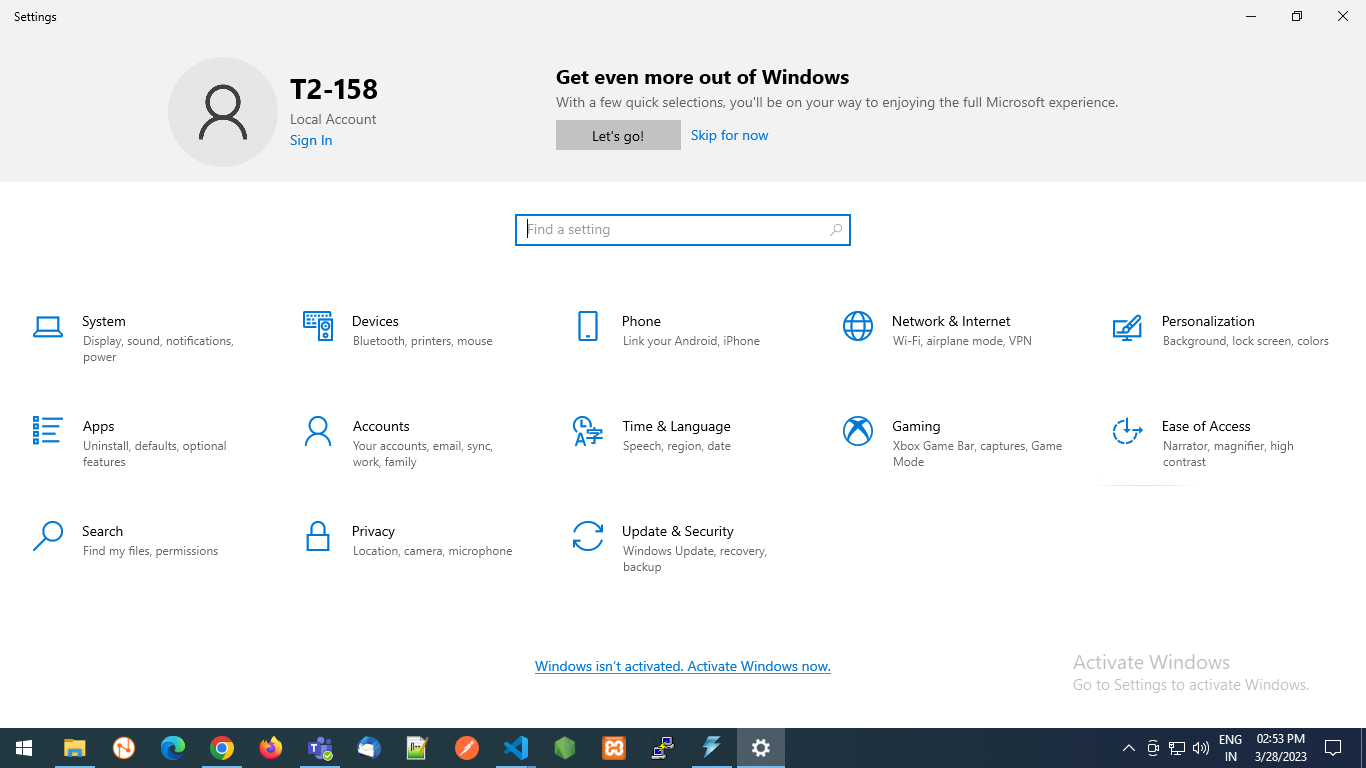 Settings
T2-158
Local Account
Sign In
Get even more out of Windows
With a few quick selections, you'll be on your way to enjoying the full Microsoft experience.
Let's go!
Skip for now
Find a setting
System
Display, sound, notifications,
power
Devices
Bluetooth, printers, mouse
Phone
Link your Android, iPhone
Network & Internet
Wi-Fi, airplane mode, VPN
Personalization
Background, lock screen, colors
Apps
Uninstall, defaults, optional
features
Accounts
Your accounts, email, sync,
work, family
Time & Language
Speech, region, date
Gaming
Xbox Game Bar, captures, Game
Mode
Ease of Access
Narrator, magnifier, high
contrast
Search
Find my files, permissions
Privacy
Location, camera, microphone
Update & Security
Windows Update, recovery,
backup
Windows isn't activated. Activate Windows now.
Activate Windows
Go to Settings to activate Windows.
ENG
IN
02:53 PM
3/28/2023